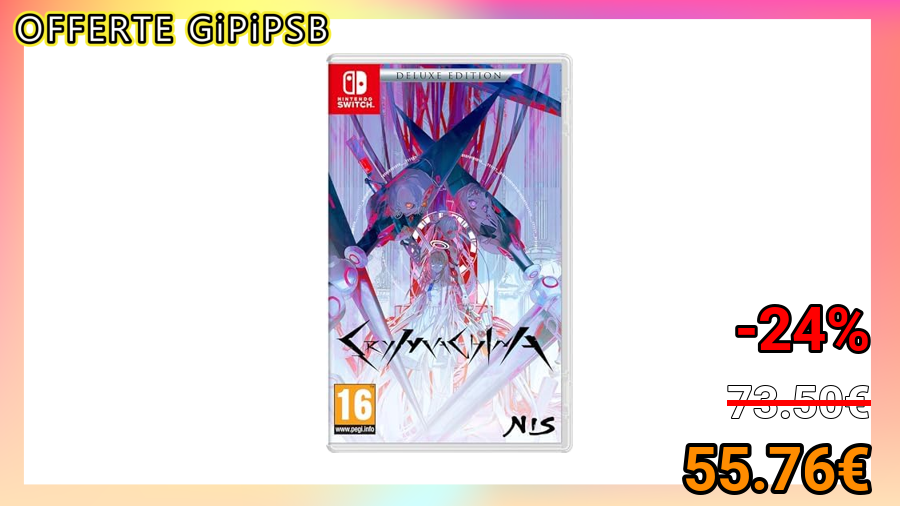 OFFERTE GiPiPSB
DELUXE EDITION
NINTENDO
SWITCH.
CRYMACHINA
16
www.pegi.info
NIS
-24%
73.50€
55.76€